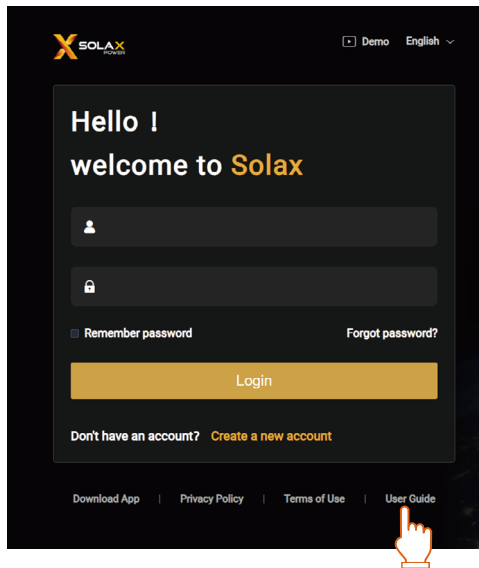 SOLAX
POWER
Demo English
Hello !
welcome to Solax
Remember password Forgot password?
Login
Don't have an account? Create a new account
Download App | Privacy Policy | Terms of Use | User Guide